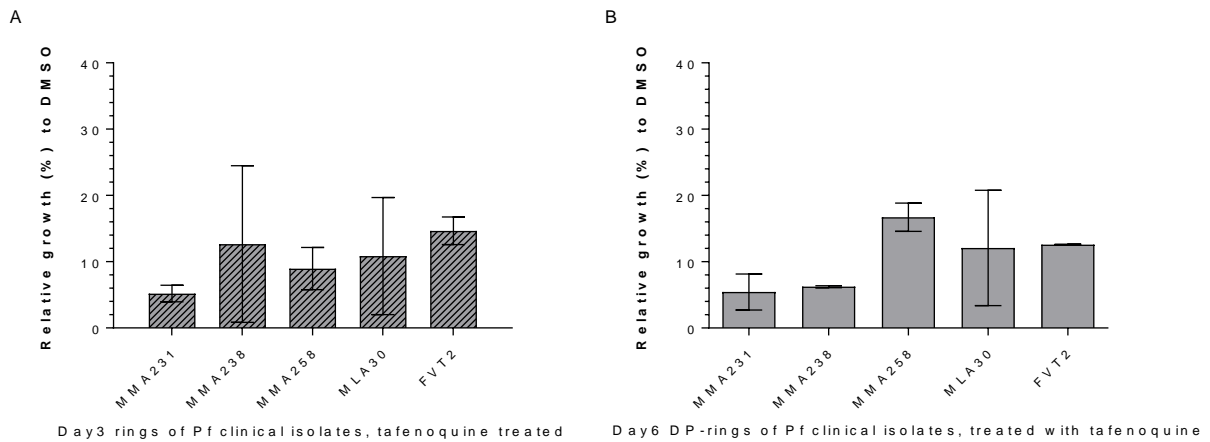 A
Relative growth (%) to DMSO
40
30
20
10
0
MMA231
MMA238
MMA258
MLA30
FVT2
Day3 rings of Pf clinical isolates, tafenoquine treated
B
Relative growth (%) to DMSO
40
30
20
10
0
MMA231
MMA238
MMA258
MLA30
FVT2
Day6 DP-rings of Pf clinical isolates, treated with tafenoquine